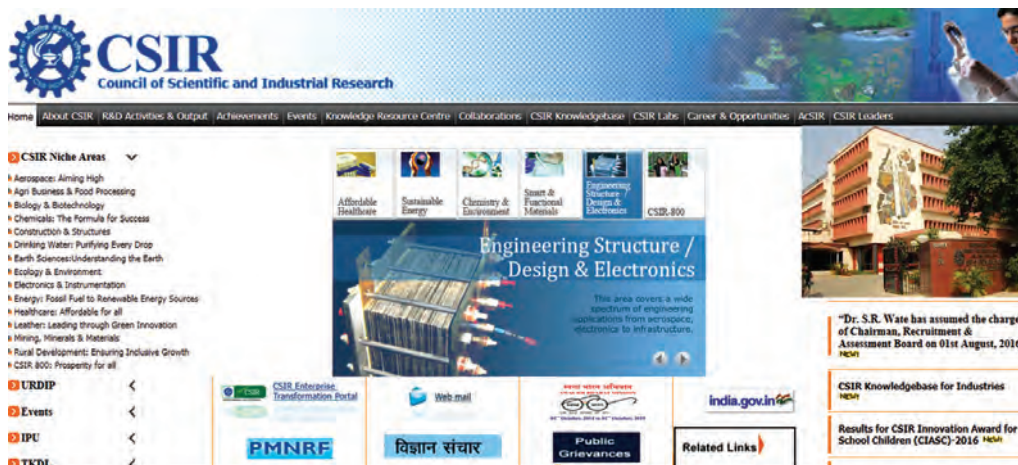 CSIR
Council of Scientific and Industrial Research
Home About CSIR R&D Activities & Output Achievements Events Knowledge Resource Centre Collaborations CSIR Knowledgebase CSIR Labs Career & Opportunities AcSIR CSIR Leaders
CSIR Niche Areas
Aerospace: Aiming High
Agri Business & Food Processing
Biology & Biotechnology
Chemicals: The Formula for Success
Construction & Structures
Drinking Water: Purifying Every Drop
Earth Sciences:Understanding the Earth
Ecology & Environment
Electronics & Instrumentation
Energy: Fossil Fuel to Renewable Energy Sources
Healthcare: Affordable for all
Leather: Leading through Green Innovation
Mining, Minerals & Materials
Rural Development: Ensuring Inclusive Growth
CSIR 800: Prosperity for all
URDIP
Events
IPU
TKDL
Affordable
Healthcare
Sustainable
Energy
Chemistry &
Environment
Smart &
Functional
Materials
Engineering
Structure /
Design &
Electronics
CSIR-800
Engineering Structure /
Design & Electronics
This area covers a wide
spectrum of engineering
applications from aerospace,
electronics to infrastructure.
CSIR Enterprise
Transformation Portal
Web mail
india.gov.in
PMNRF
विज्ञान संचार
Public
Grievances
Related Links
"Dr. S.R. Wate has assumed the charge
of Chairman, Recruitment &
Assessment Board on 01st August, 2016
New!
CSIR Knowledgebase for Industries
New!
Results for CSIR Innovation Award for
School Children (CIASC)-2016 New!